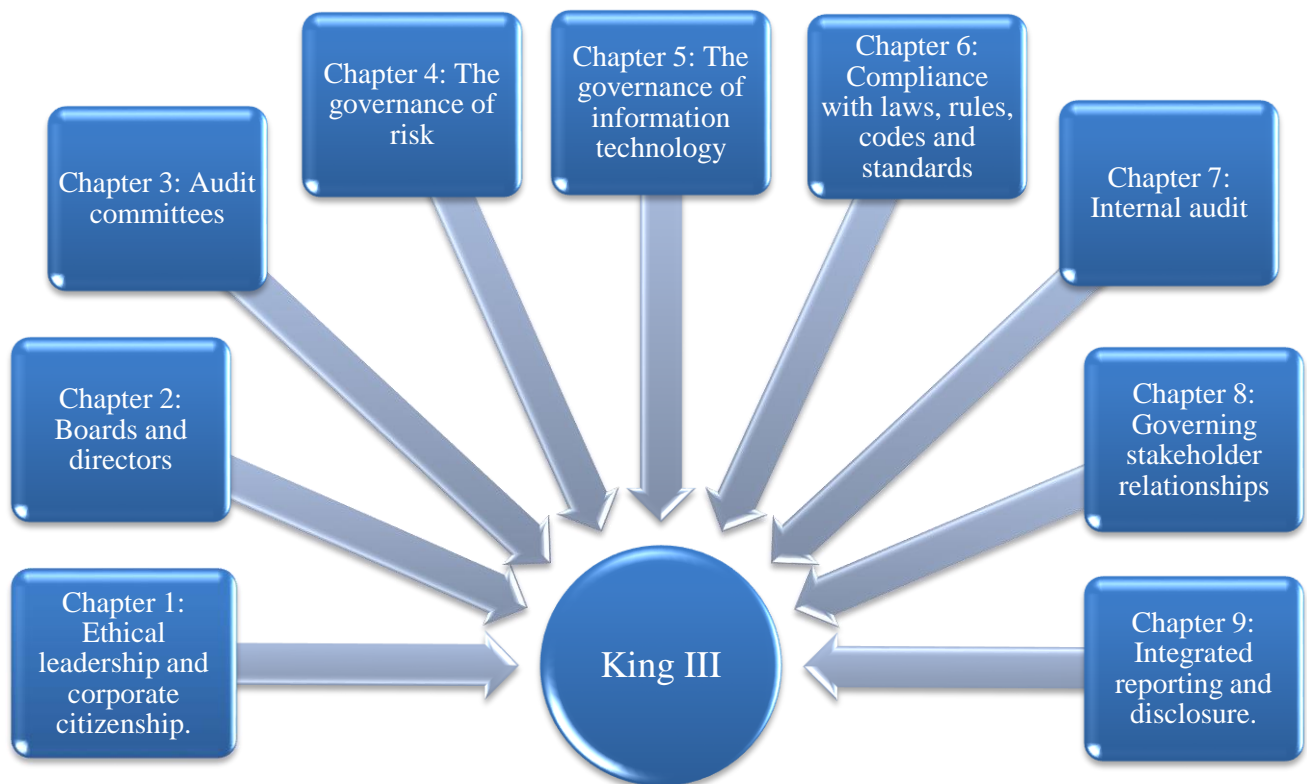 Chapter 1:
Ethical
leadership and
corporate
citizenship.
Chapter 2:
Boards and
directors
Chapter 3: Audit
committees
Chapter 4: The
governance of
risk
Chapter 5: The
governance of
information
technology
Chapter 6:
Compliance
with laws, rules,
codes and
standards
Chapter 7:
Internal audit
Chapter 8:
Governing
stakeholder
relationships
Chapter 9:
Integrated
reporting and
disclosure.
King III